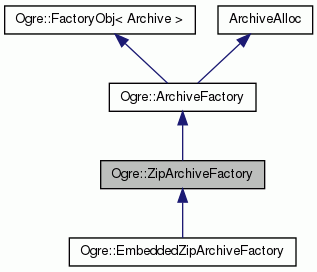 Ogre::FactoryObj< Archive >
ArchiveAlloc
Ogre::ArchiveFactory
Ogre::ZipArchiveFactory
Ogre::EmbeddedZipArchiveFactory